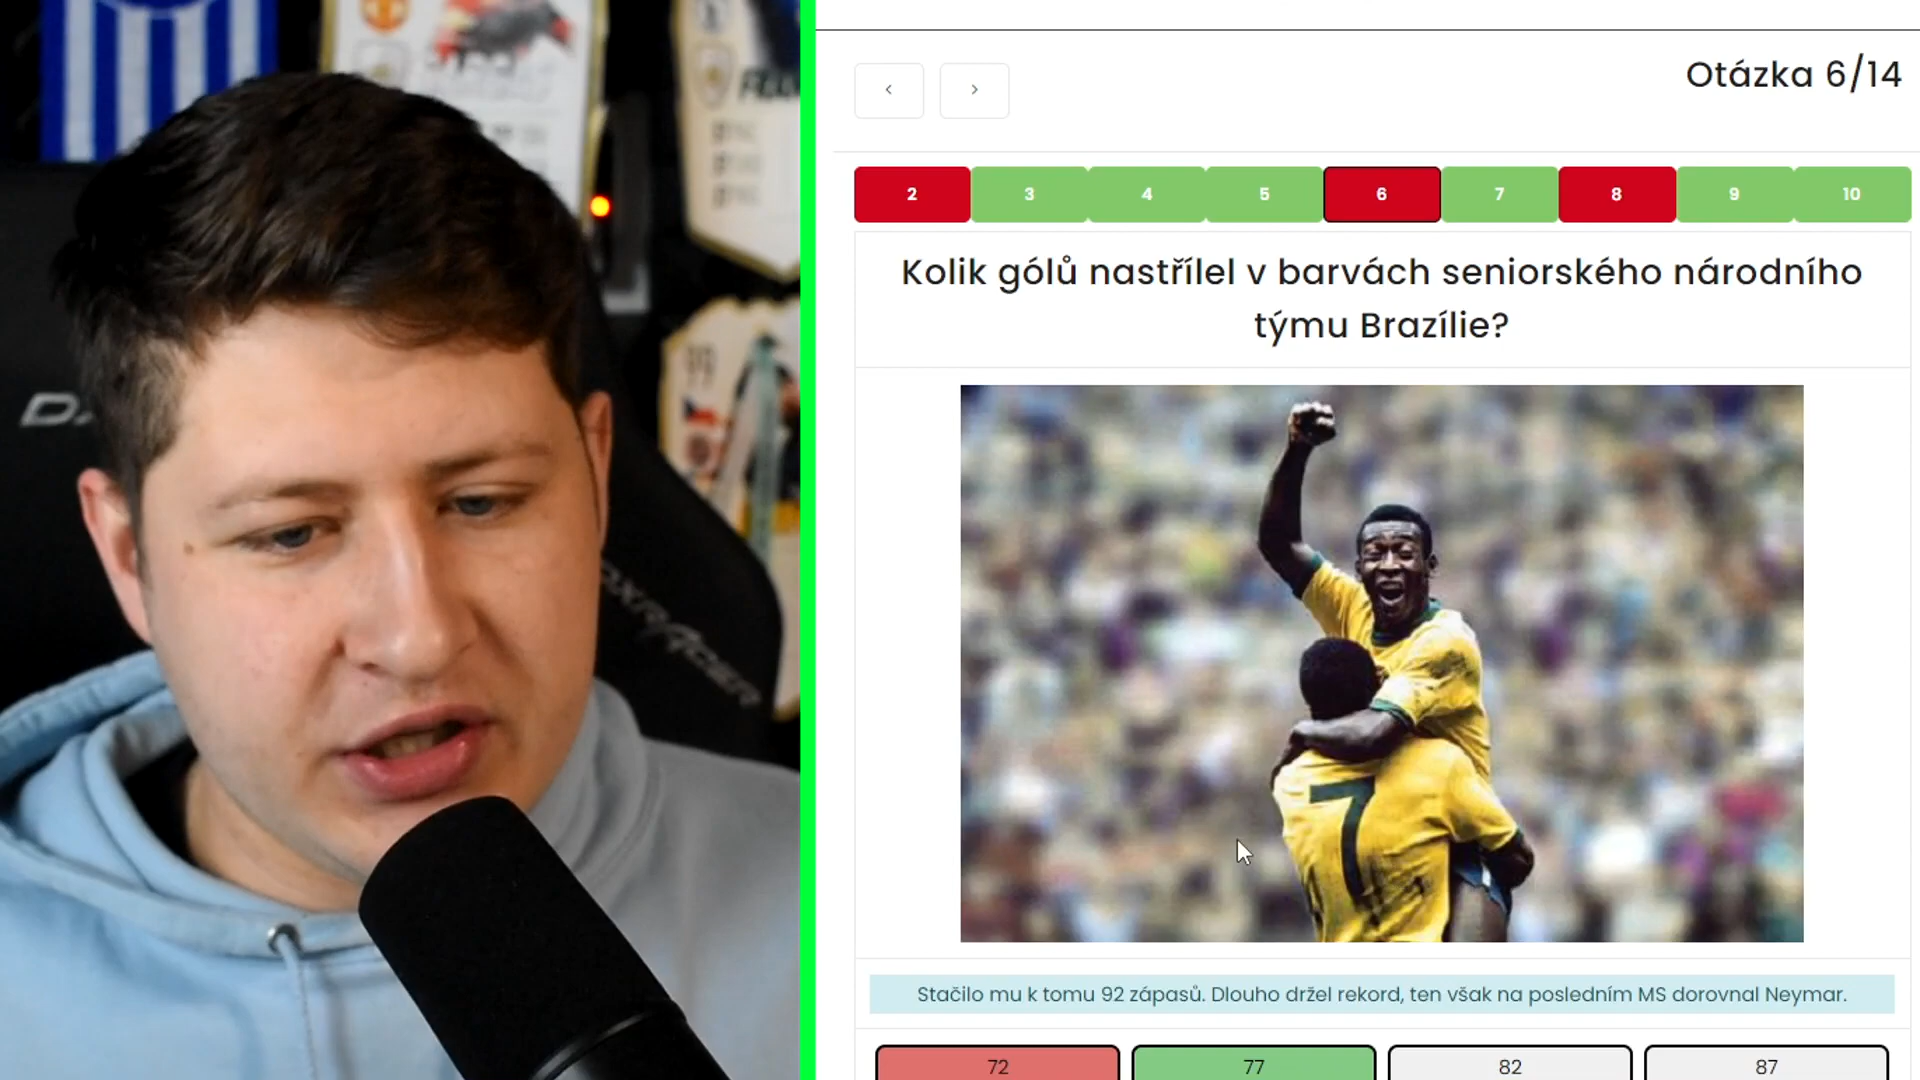 Otázka 6/14
2 3 4 5 6 7 8 9 10
Kolik gólů nastřílel v barvách seniorského národního
týmu Brazílie?
99
7
Stačilo mu k tomu 92 zápasů. Dlouho držel rekord, ten však na posledním MS dorovnal Neymar.
72 77 82 87